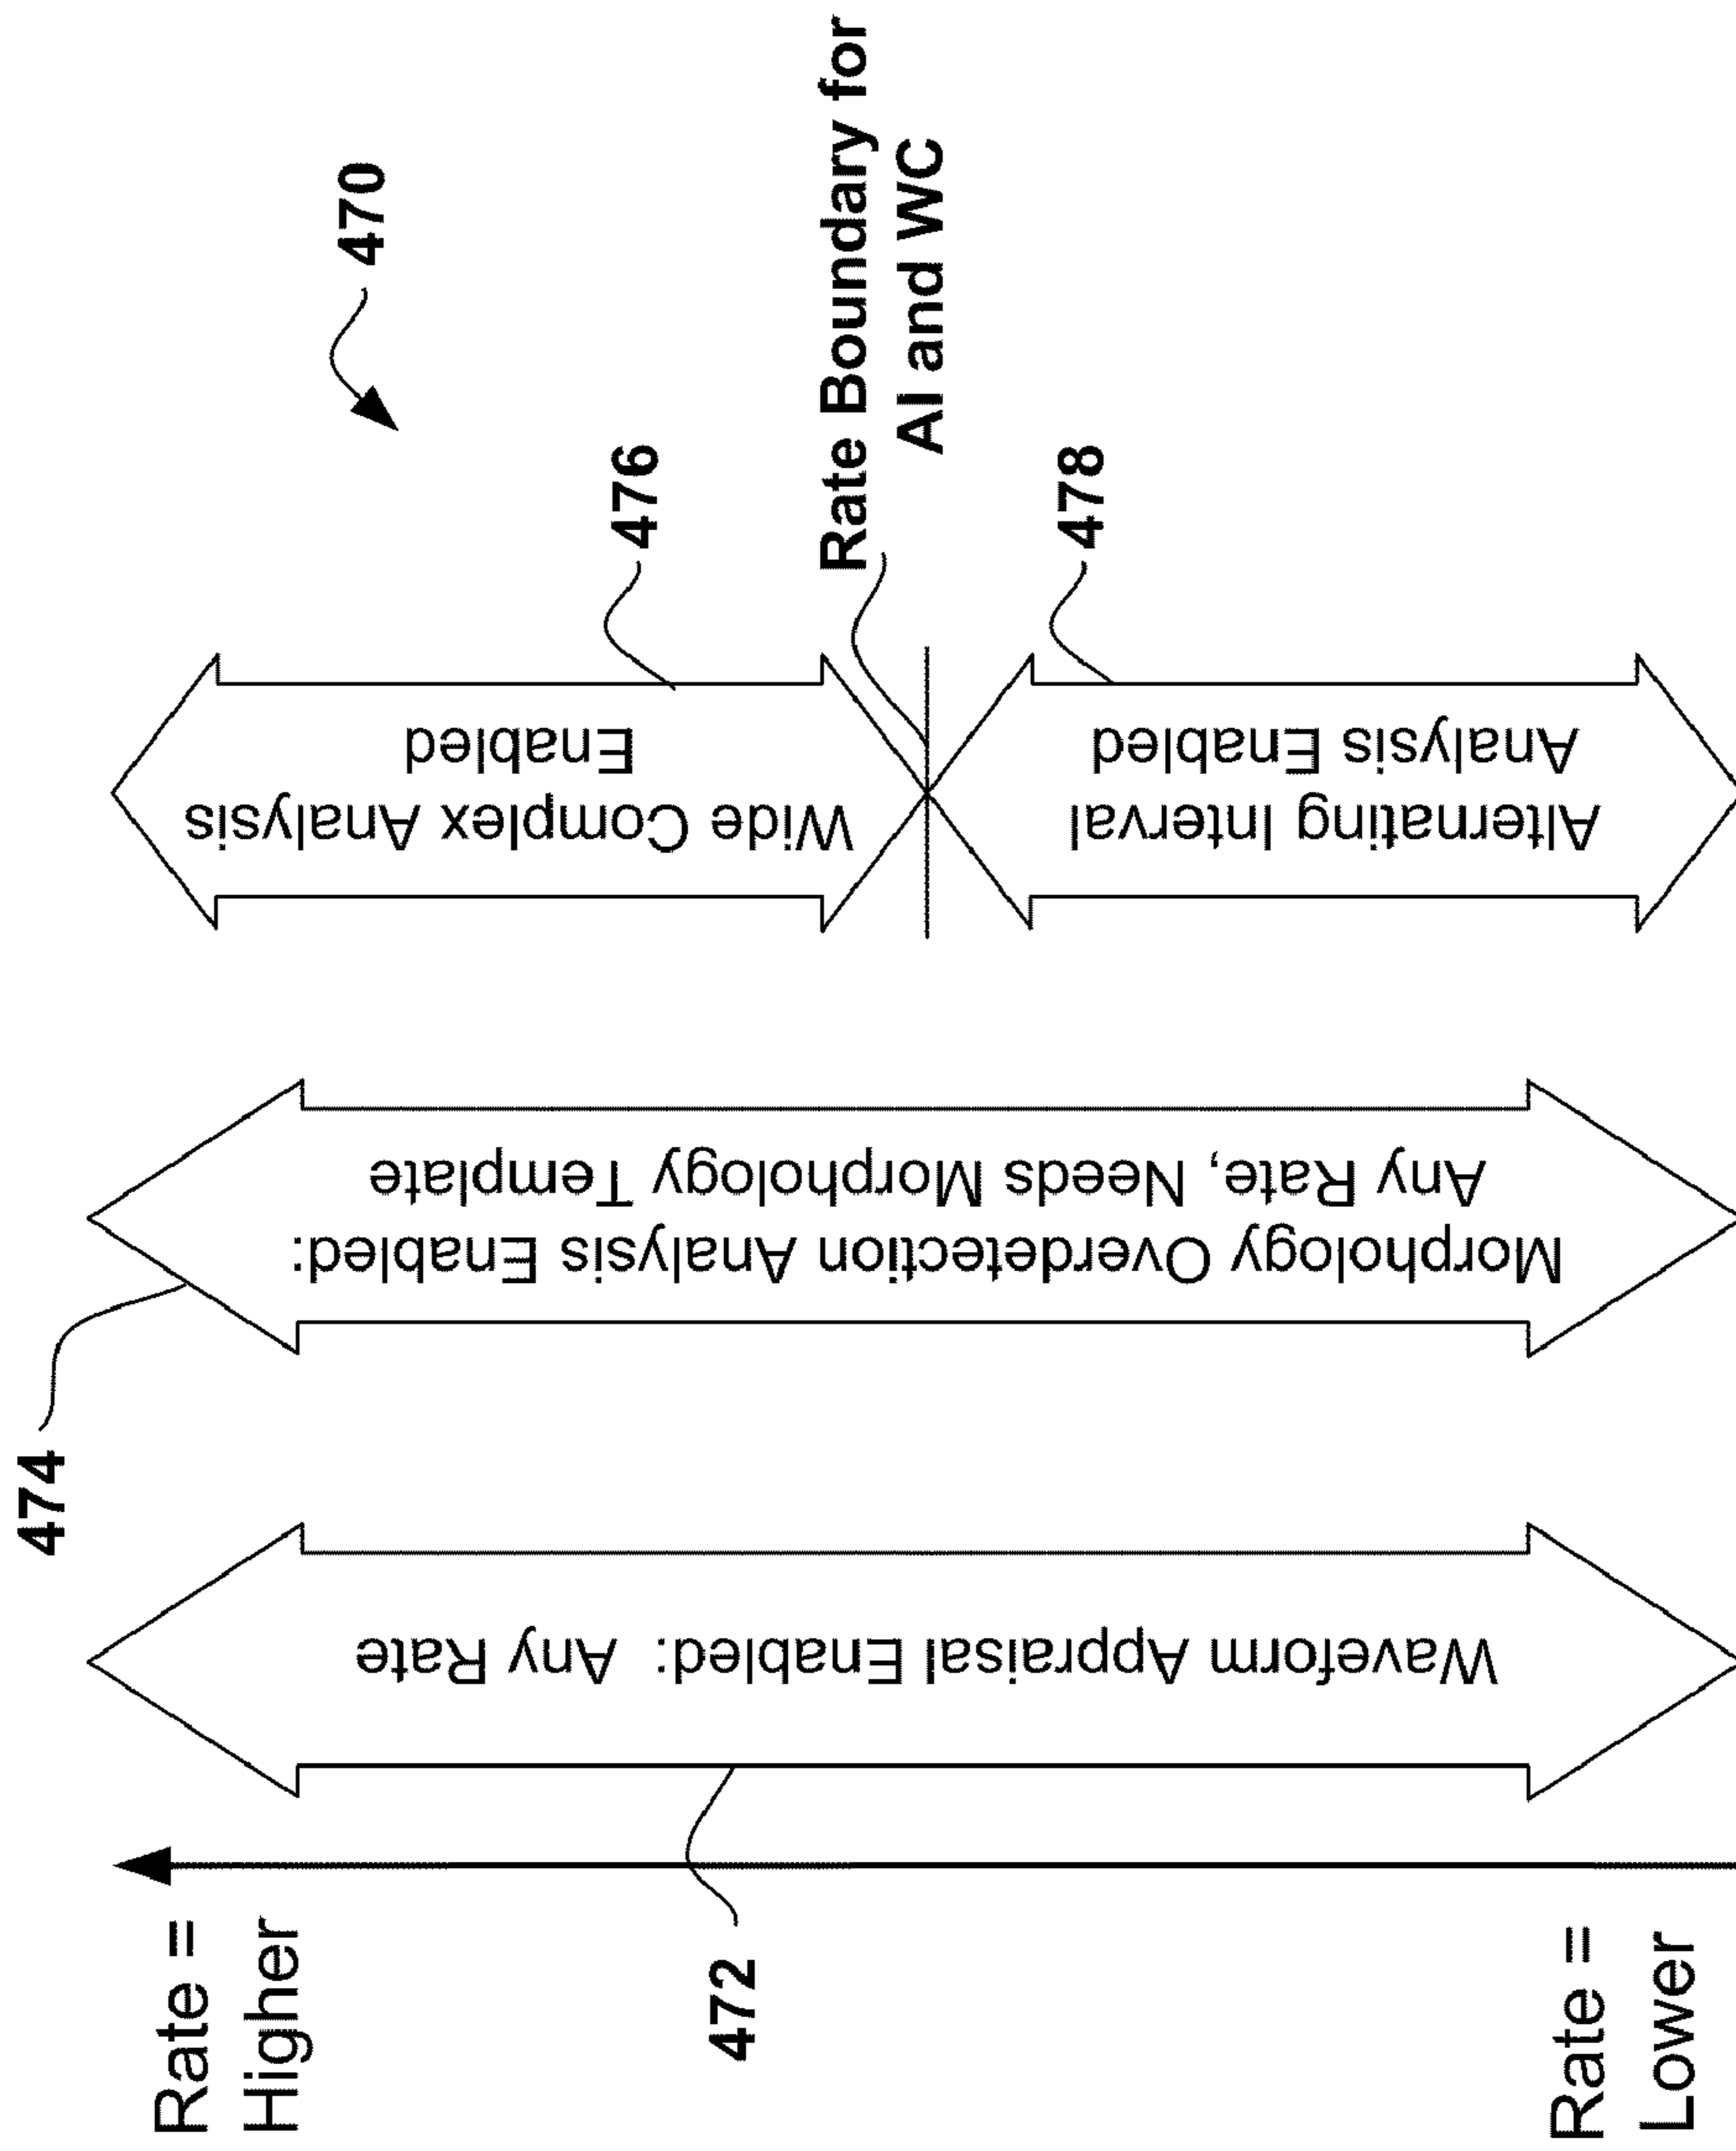 470
Rate =
Higher
472
Rate =
Lower
Waveform Appraisal Enabled:  Any Rate
474
Morphology Overdetection Analysis Enabled:
Any Rate, Needs Morphology Template
476
Wide Complex Analysis
Enabled
Rate Boundary for
AI and WC
478
Alternating Interval
Analysis Enabled